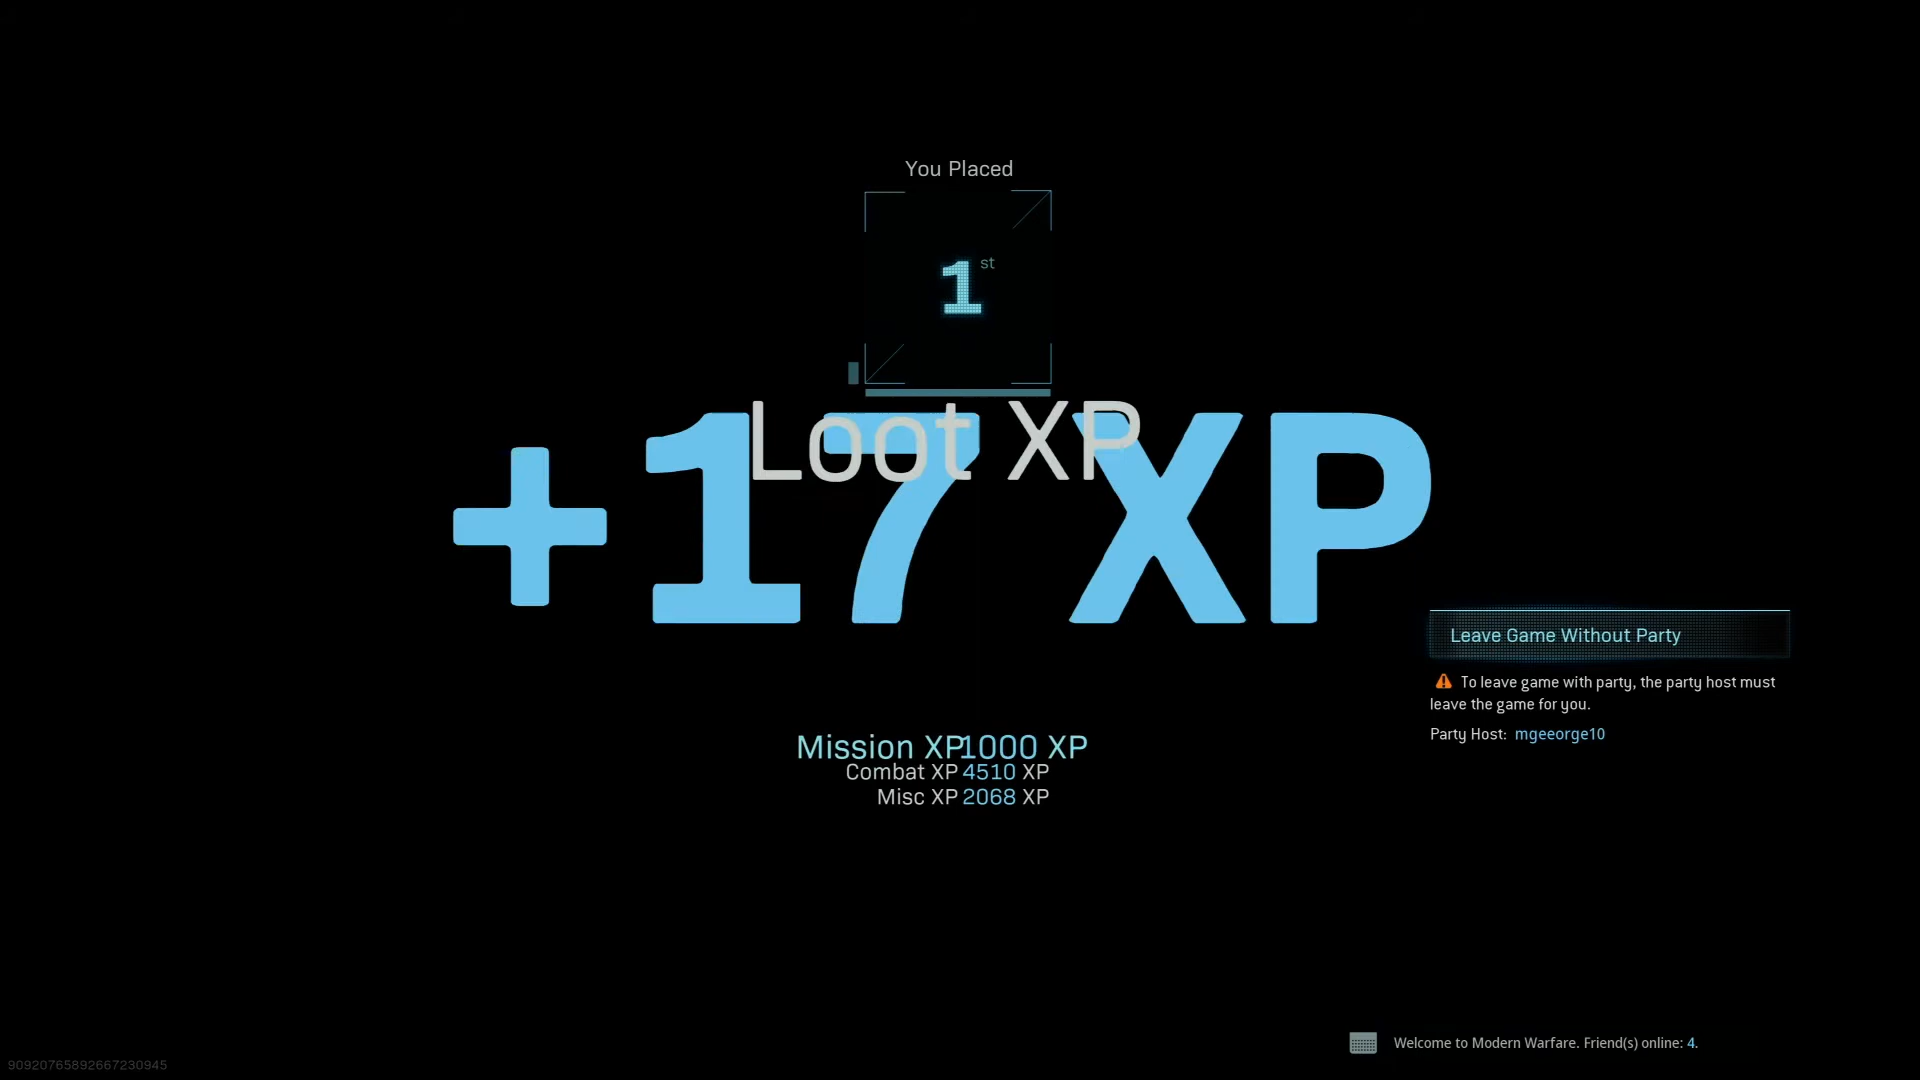 You Placed
1st
Loot XP
+17 XP
Leave Game Without Party
To leave game with party, the party host must
leave the game for you.
Party Host: mgeeorge10
Mission XP 1000 XP
Combat XP 4510 XP
Misc XP 2068 XP
Welcome to Modern Warfare. Friend(s) online: 4.
90920765892667230945